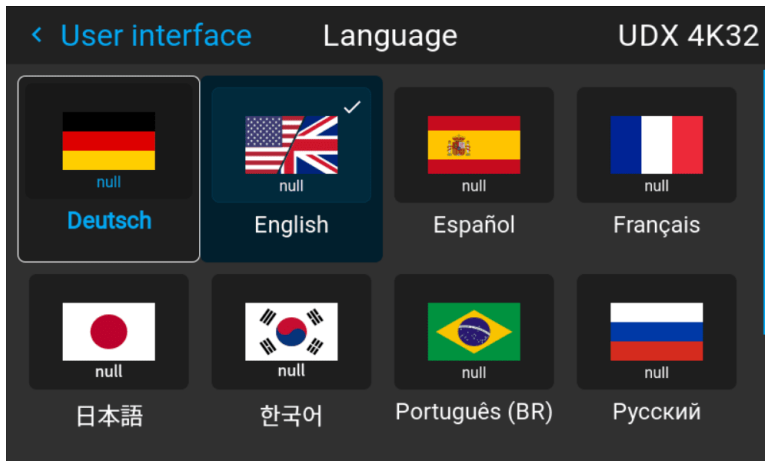 < User interface Language UDX 4K32
null null null null
Deutsch English Español Français
null null null null
日本語 한국어 Português (BR) Русский